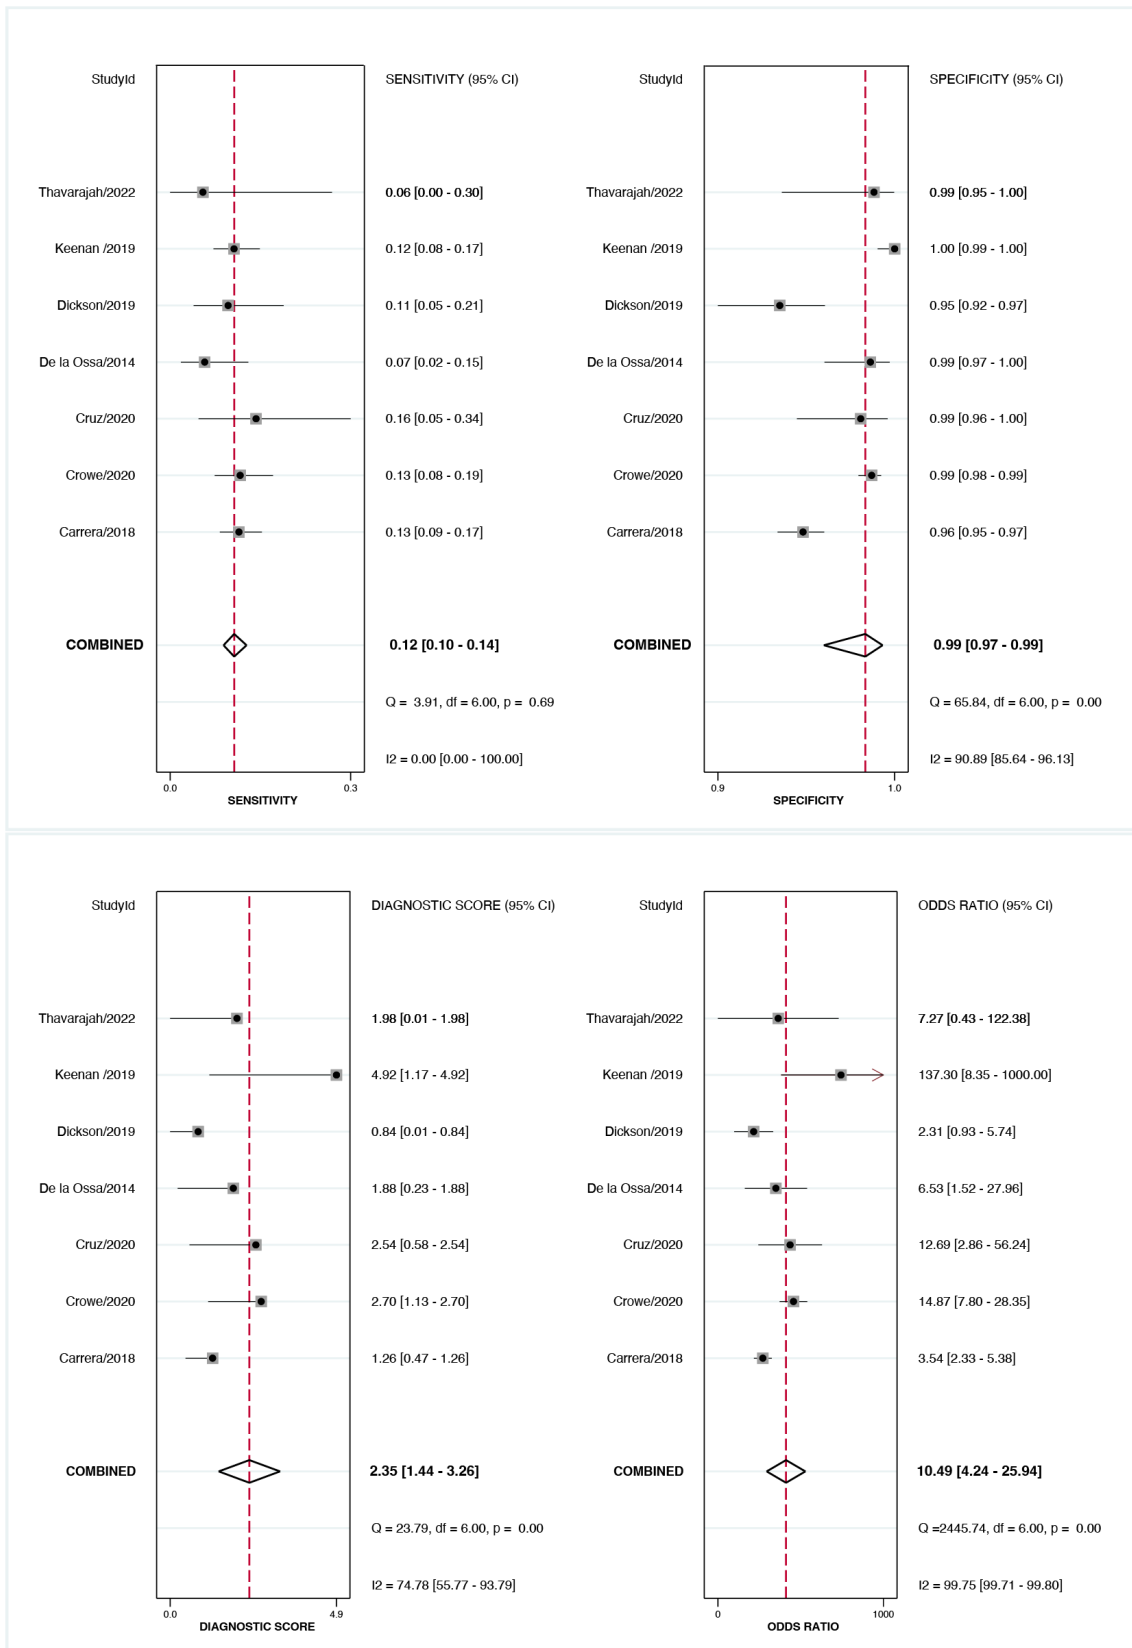 StudyId SENSITIVITY (95% CI)
Thavarajah/2022 0.06 [0.00 - 0.30]
Keenan /2019 0.12 [0.08 - 0.17]
Dickson/2019 0.11 [0.05 - 0.21]
De la Ossa/2014 0.07 [0.02 - 0.15]
Cruz/2020 0.16 [0.05 - 0.34]
Crowe/2020 0.13 [0.08 - 0.19]
Carrera/2018 0.13 [0.09 - 0.17]
COMBINED 0.12 [0.10 - 0.14]
Q = 3.91, df = 6.00, p = 0.69
I2 = 0.00 [0.00 - 100.00]
0.0 0.3
SENSITIVITY
StudyId SPECIFICITY (95% CI)
Thavarajah/2022 0.99 [0.95 - 1.00]
Keenan /2019 1.00 [0.99 - 1.00]
Dickson/2019 0.95 [0.92 - 0.97]
De la Ossa/2014 0.99 [0.97 - 1.00]
Cruz/2020 0.99 [0.96 - 1.00]
Crowe/2020 0.99 [0.98 - 0.99]
Carrera/2018 0.96 [0.95 - 0.97]
COMBINED 0.99 [0.97 - 0.99]
Q = 65.84, df = 6.00, p = 0.00
I2 = 90.89 [85.64 - 96.13]
0.9 1.0
SPECIFICITY
StudyId DIAGNOSTIC SCORE (95% CI)
Thavarajah/2022 1.98 [0.01 - 1.98]
Keenan /2019 4.92 [1.17 - 4.92]
Dickson/2019 0.84 [0.01 - 0.84]
De la Ossa/2014 1.88 [0.23 - 1.88]
Cruz/2020 2.54 [0.58 - 2.54]
Crowe/2020 2.70 [1.13 - 2.70]
Carrera/2018 1.26 [0.47 - 1.26]
COMBINED 2.35 [1.44 - 3.26]
Q = 23.79, df = 6.00, p = 0.00
I2 = 74.78 [55.77 - 93.79]
0.0 4.9
DIAGNOSTIC SCORE
StudyId ODDS RATIO (95% CI)
Thavarajah/2022 7.27 [0.43 - 122.38]
Keenan /2019 137.30 [8.35 - 1000.00]
Dickson/2019 2.31 [0.93 - 5.74]
De la Ossa/2014 6.53 [1.52 - 27.96]
Cruz/2020 12.69 [2.86 - 56.24]
Crowe/2020 14.87 [7.80 - 28.35]
Carrera/2018 3.54 [2.33 - 5.38]
COMBINED 10.49 [4.24 - 25.94]
Q =2445.74, df = 6.00, p = 0.00
I2 = 99.75 [99.71 - 99.80]
0 1000
ODDS RATIO